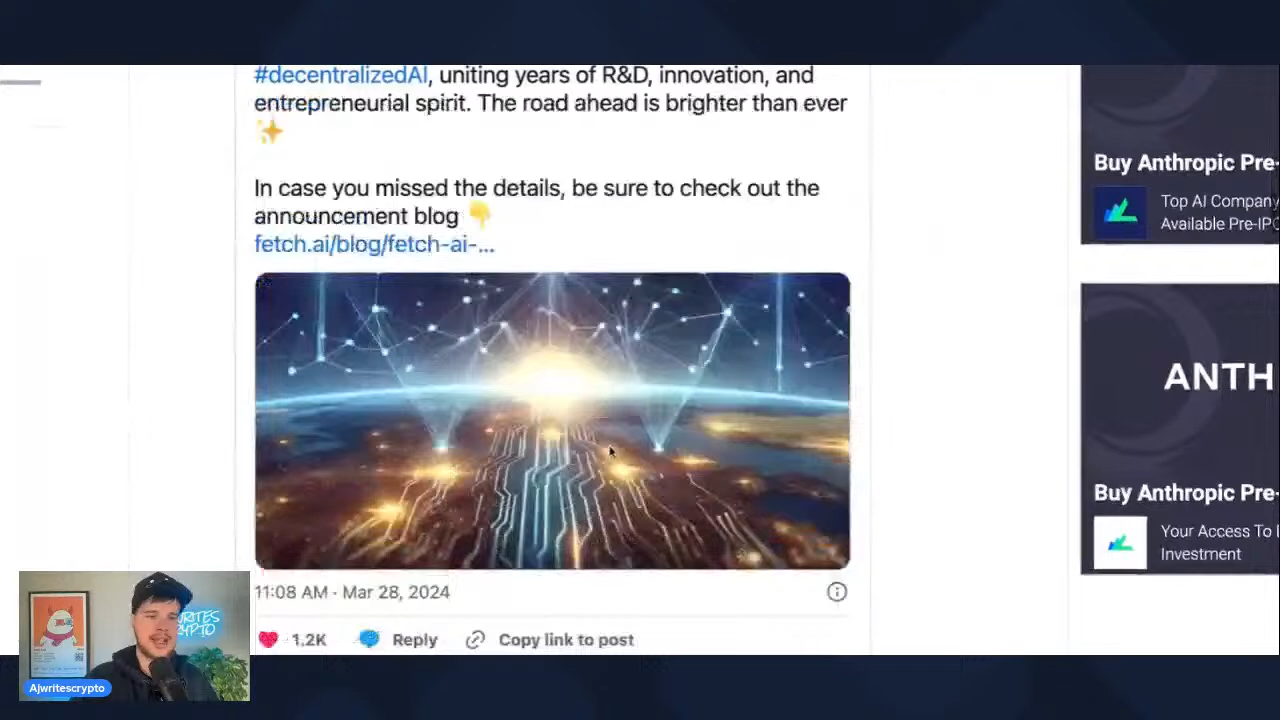 #decentralizedAI, uniting years of R&D, innovation, and
entrepreneurial spirit. The road ahead is brighter than ever
✨
In case you missed the details, be sure to check out the
announcement blog 👇
fetch.ai/blog/fetch-ai-...
11:08 AM · Mar 28, 2024
1.2K Reply Copy link to post
Buy Anthropic Pre-
Top AI Company
Available Pre-IP
ANTH
Buy Anthropic Pre-
Your Access To
Investment
WRITES
CRYPTO
Ajwritescrypto